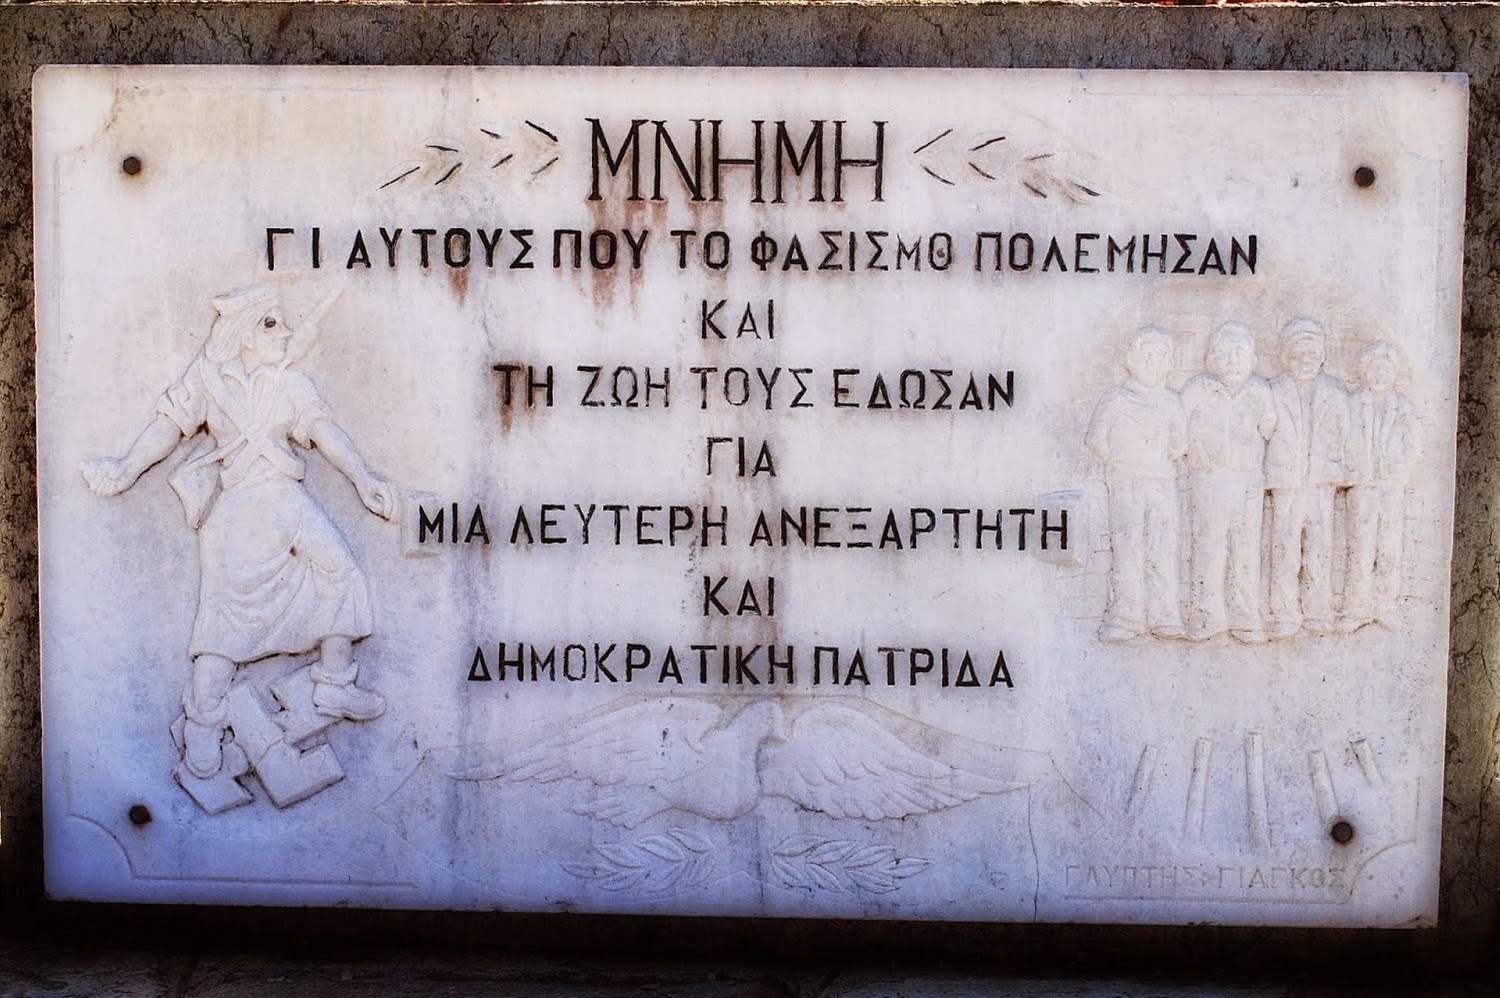 ΜΝΗΜΗ
ΓΙ ΑΥΤΟΥΣ ΠΟΥ ΤΟ ΦΑΣΙΣΜΟ ΠΟΛΕΜΗΣΑΝ
ΚΑΙ
ΤΗ ΖΩΗ ΤΟΥΣ ΕΔΩΣΑΝ
ΓΙΑ
ΜΙΑ ΛΕΥΤΕΡΗ ΑΝΕΞΑΡΤΗΤΗ
ΚΑΙ
ΔΗΜΟΚΡΑΤΙΚΗ ΠΑΤΡΙΔΑ
ΓΛΥΠΤΗΣ ΓΙΑΓΚΟΣ